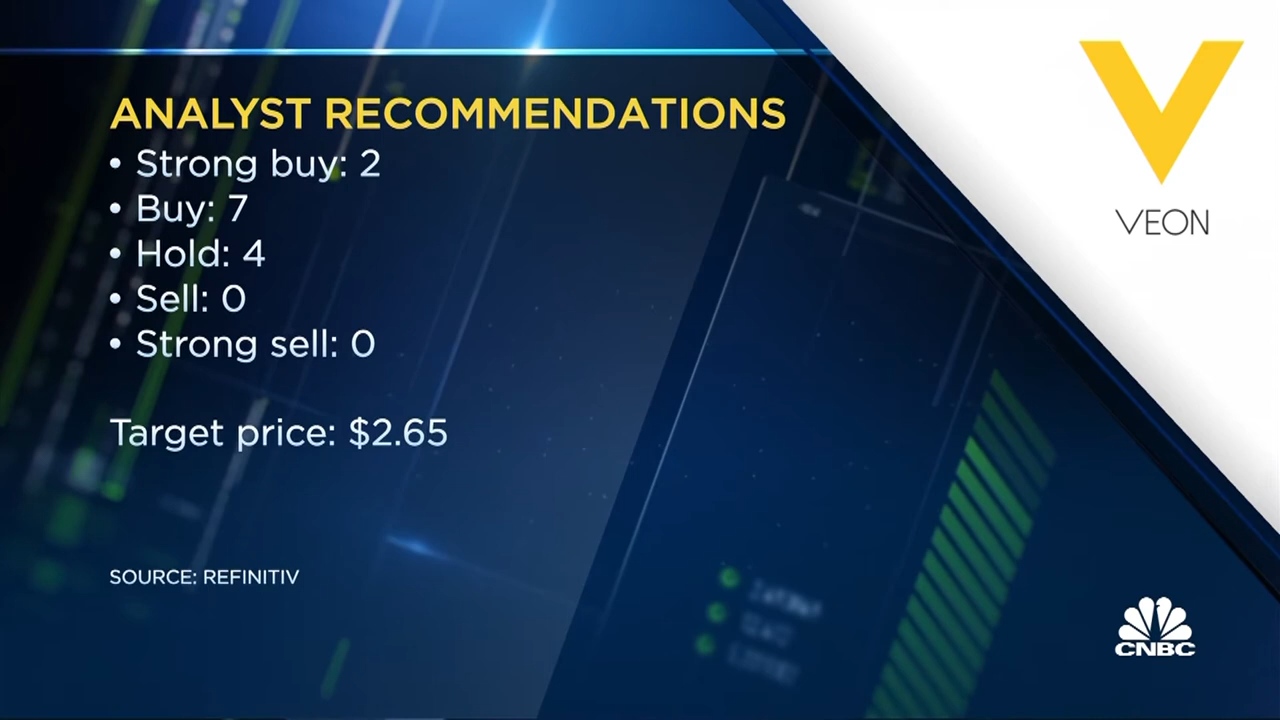 ANALYST RECOMMENDATIONS
• Strong buy: 2
• Buy: 7
• Hold: 4
• Sell: 0
• Strong sell: 0
Target price: $2.65
SOURCE: REFINITIV
VEON
CNBC